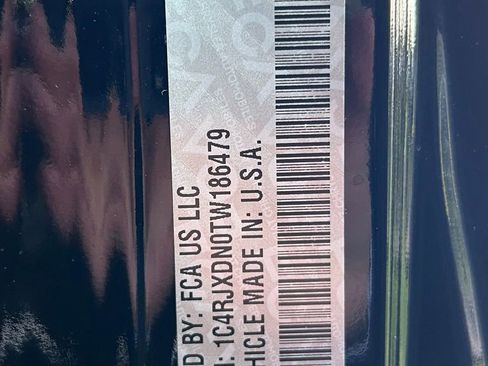 D BY: FCA US LLC
: 1C4RJXDN0TW186479
HICLE MADE IN: U.S.A.